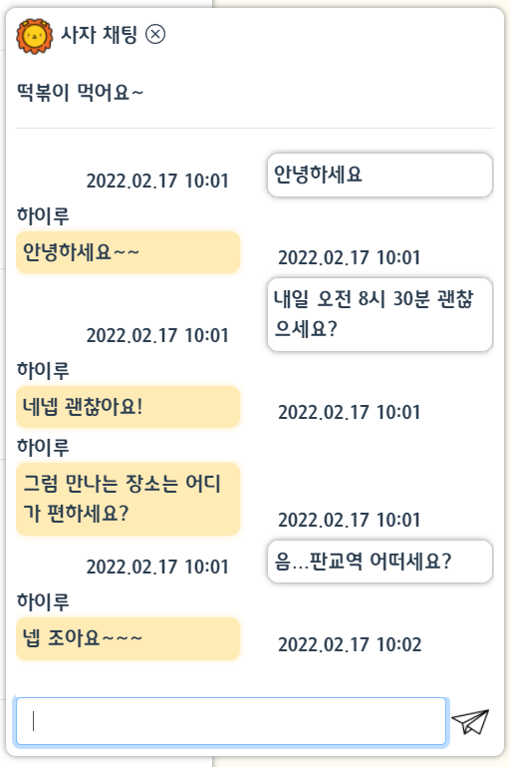 사자 채팅
떡볶이 먹어요~
2022.02.17 10:01
안녕하세요
하이루
안녕하세요~~
2022.02.17 10:01
내일 오전 8시 30분 괜찮
으세요?
2022.02.17 10:01
하이루
네넵 괜찮아요!
2022.02.17 10:01
하이루
그럼 만나는 장소는 어디
가 편하세요?
2022.02.17 10:01
음...판교역 어떠세요?
2022.02.17 10:01
하이루
넵 조아요~~~
2022.02.17 10:02